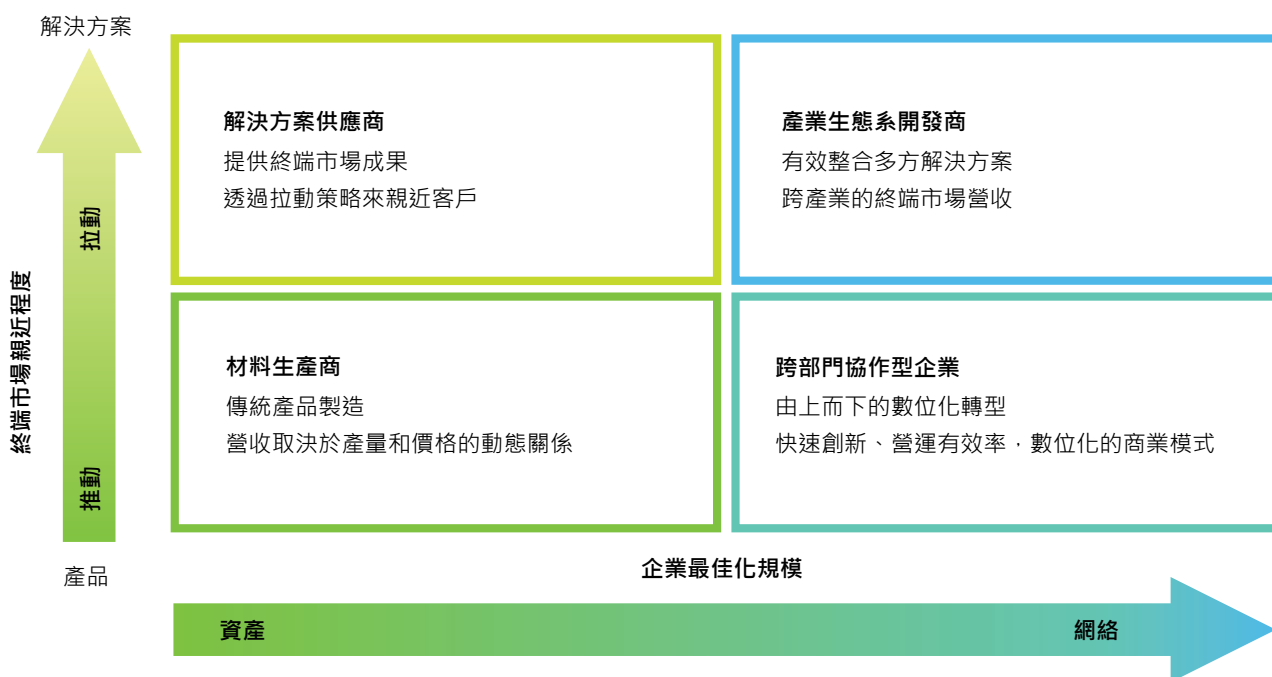 解決方案
拉動
推動
終端市場親近程度
產品
解決方案供應商
提供終端市場成果
透過拉動策略來親近客戶
產業生態系開發商
有效整合多方解決方案
跨產業的終端市場營收
材料生產商
傳統產品製造
營收取決於產量和價格的動態關係
跨部門協作型企業
由上而下的數位化轉型
快速創新、營運有效率，數位化的商業模式
企業最佳化規模
資產
網絡